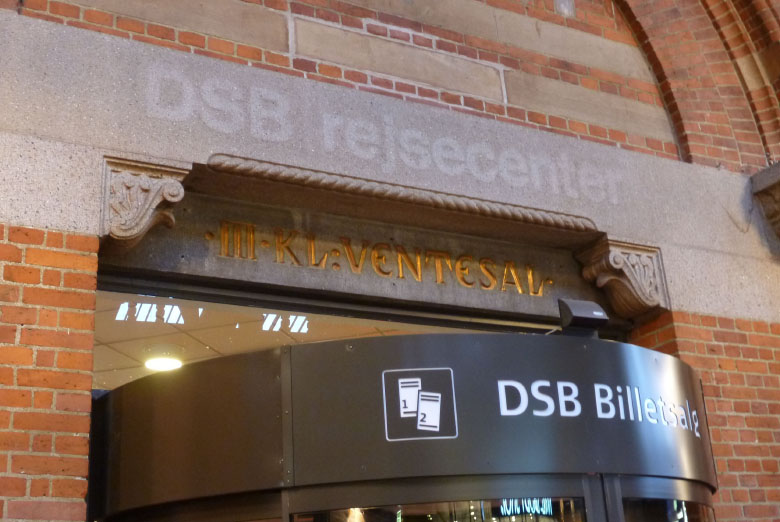 DSB rejsecenter
·III·KL·VENTESAL·
1
2
DSB Billetsalg